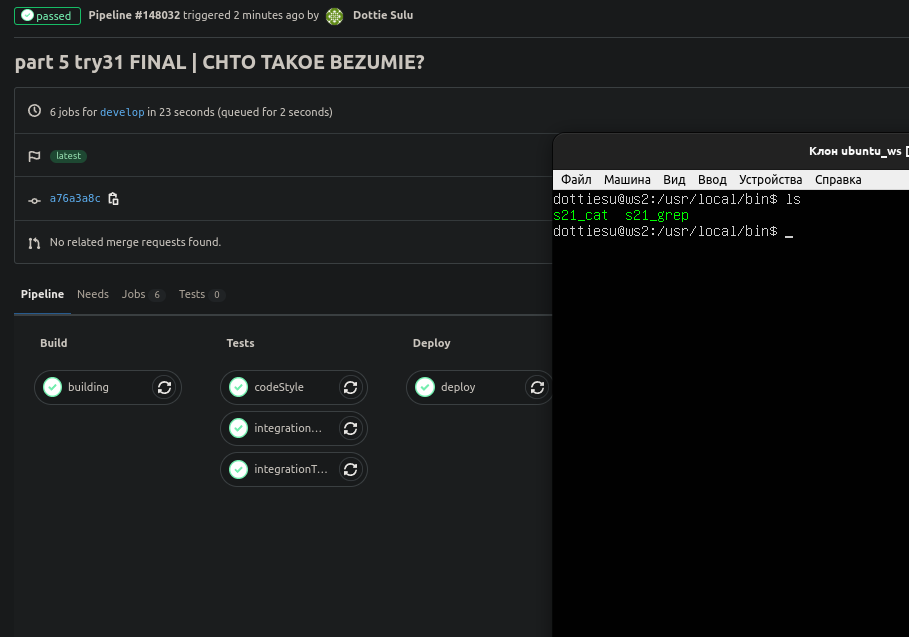 passed Pipeline #148032 triggered 2 minutes ago by Dottie Sulu
part 5 try31 FINAL | CHTO TAKOE BEZUMIE?
6 jobs for develop in 23 seconds (queued for 2 seconds)
latest
a76a3a8c
No related merge requests found.
Pipeline Needs Jobs 6 Tests 0
Build Tests Deploy
building codeStyle deploy
integration...
integrationT...
Клон ubuntu_ws [
Файл Машина Вид Ввод Устройства Справка
dottiesu@ws2:/usr/local/bin$ ls
s21_cat s21_grep
dottiesu@ws2:/usr/local/bin$ _